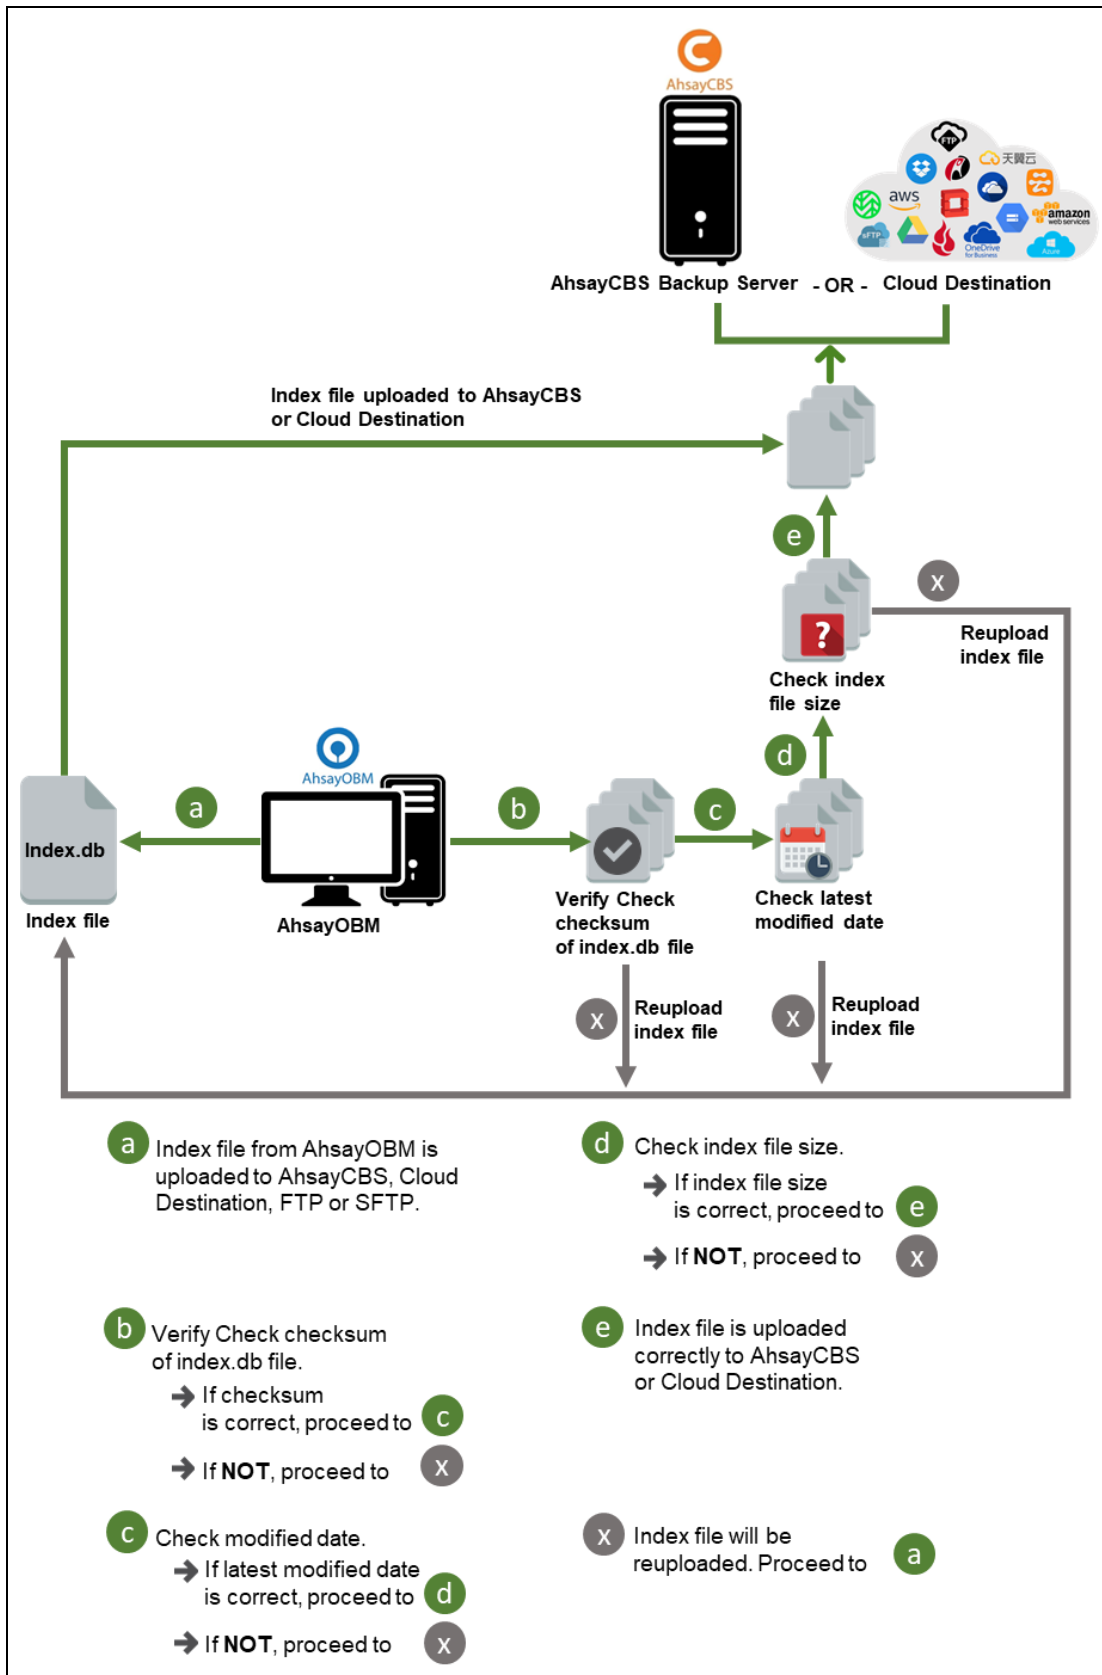 AhsayCBS
FTP
天翼云
aws
amazon
web services
sFTP
OneDrive
for Business
Azure
AhsayCBS Backup Server - OR - Cloud Destination
Index file uploaded to AhsayCBS
or Cloud Destination
e
x
?
Reupload
index file
Check index
file size
d
AhsayOBM
a
b
c
Index.db
Index file
AhsayOBM
Verify Check
checksum
of index.db file
Check latest
modified date
x
Reupload
index file
x
Reupload
index file
a Index file from AhsayOBM is
uploaded to AhsayCBS, Cloud
Destination, FTP or SFTP.
d Check index file size.
➔ If index file size
is correct, proceed to e
➔ If NOT, proceed to x
b Verify Check checksum
of index.db file.
➔ If checksum
is correct, proceed to c
➔ If NOT, proceed to x
e Index file is uploaded
correctly to AhsayCBS
or Cloud Destination.
c Check modified date.
➔ If latest modified date
is correct, proceed to d
➔ If NOT, proceed to x
x Index file will be
reuploaded. Proceed to a